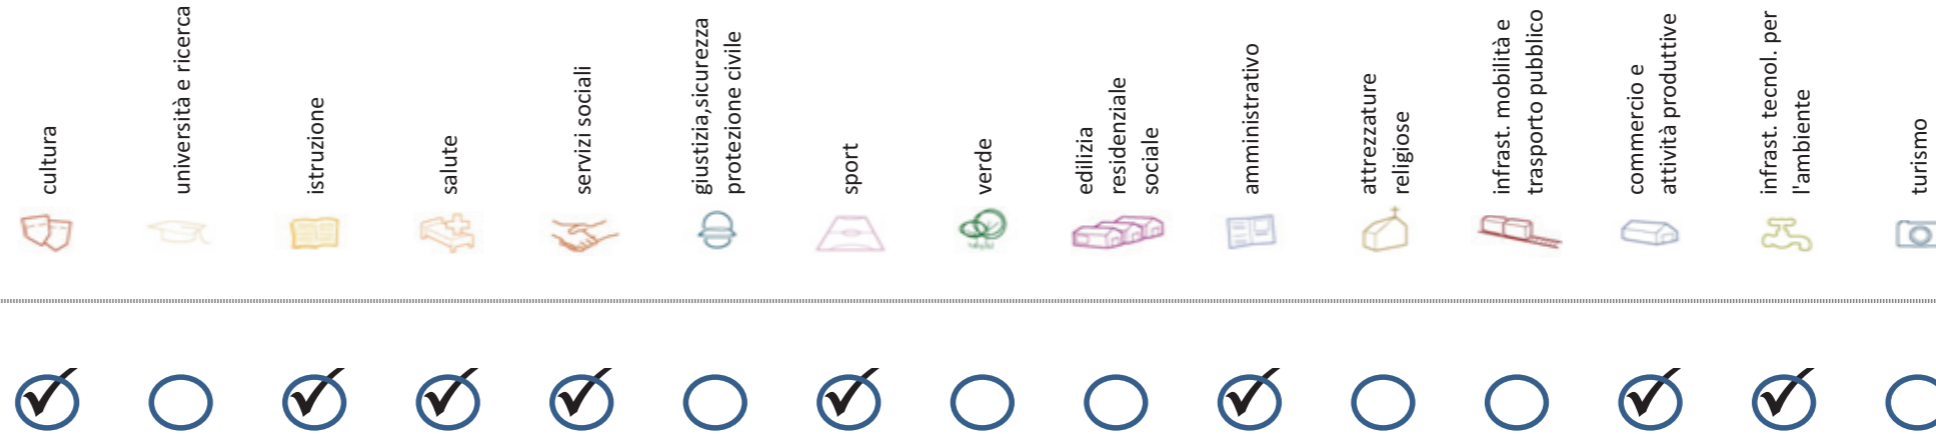 cultura
università e ricerca
istruzione
salute
servizi sociali
giustizia,sicurezza
protezione civile
sport
verde
edilizia
residenziale
sociale
amministrativo
attrezzature
religiose
infrast. mobilità e
trasporto pubblico
commercio e
attività produttive
infrast. tecnol. per
l'ambiente
turismo